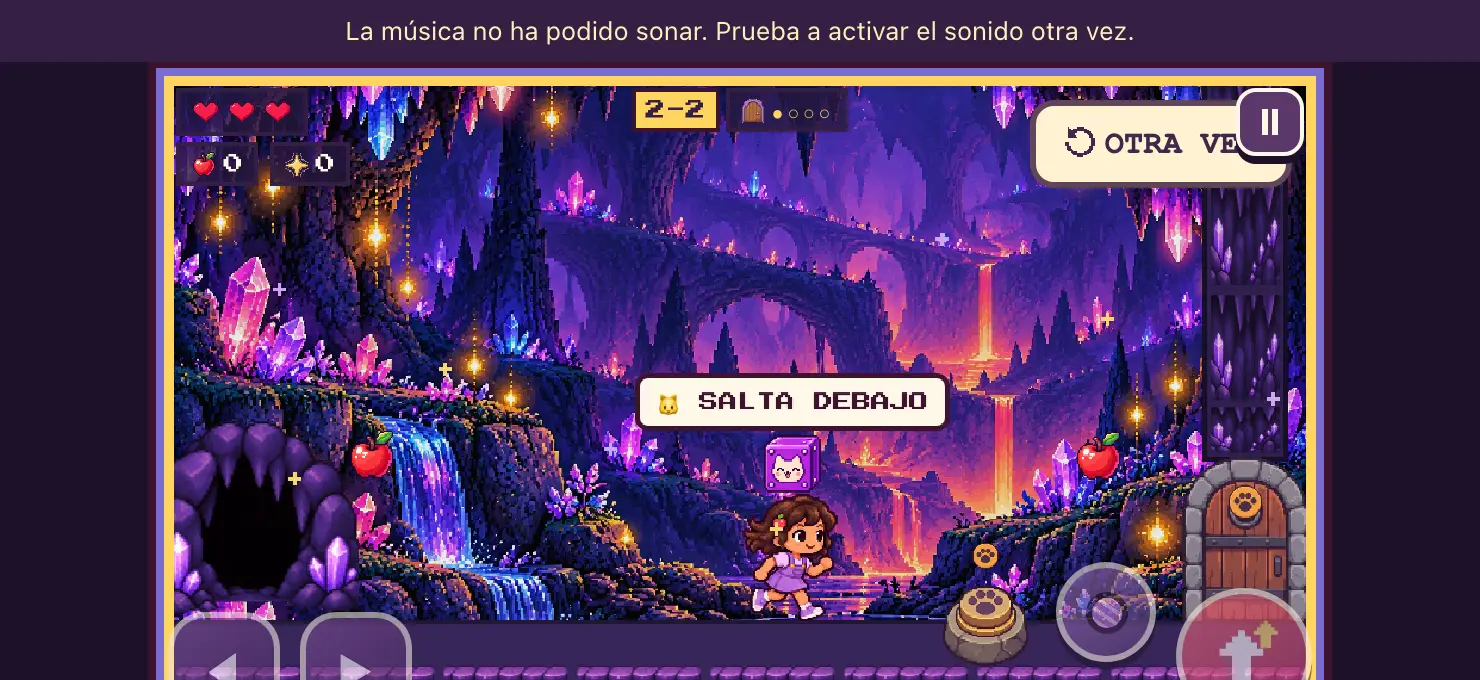 La música no ha podido sonar. Prueba a activar el sonido otra vez.
2-2
OTRA VE
0
0
SALTA DEBAJO